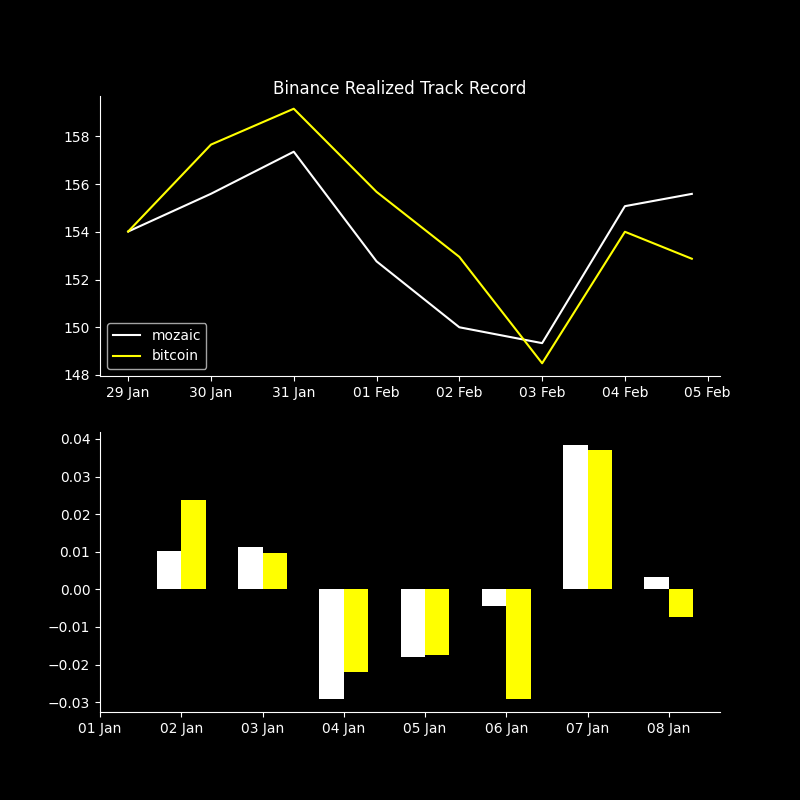 Binance Realized Track Record
158
156
154
152
150
148
mozaic
bitcoin
29 Jan 30 Jan 31 Jan 01 Feb 02 Feb 03 Feb 04 Feb 05 Feb
0.04
0.03
0.02
0.01
0.00
−0.01
−0.02
−0.03
01 Jan 02 Jan 03 Jan 04 Jan 05 Jan 06 Jan 07 Jan 08 Jan